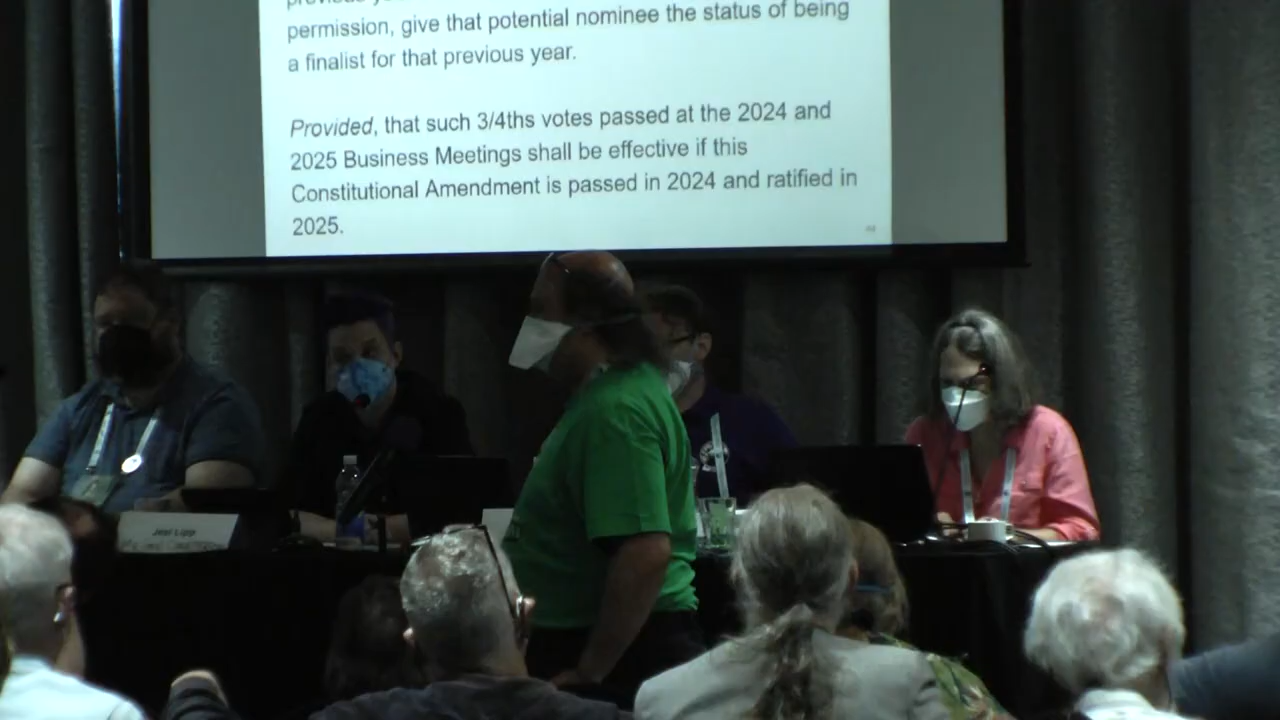 permission, give that potential nominee the status of being
a finalist for that previous year.
Provided, that such 3/4ths votes passed at the 2024 and
2025 Business Meetings shall be effective if this
Constitutional Amendment is passed in 2024 and ratified in
2025.
Jesi Lipp